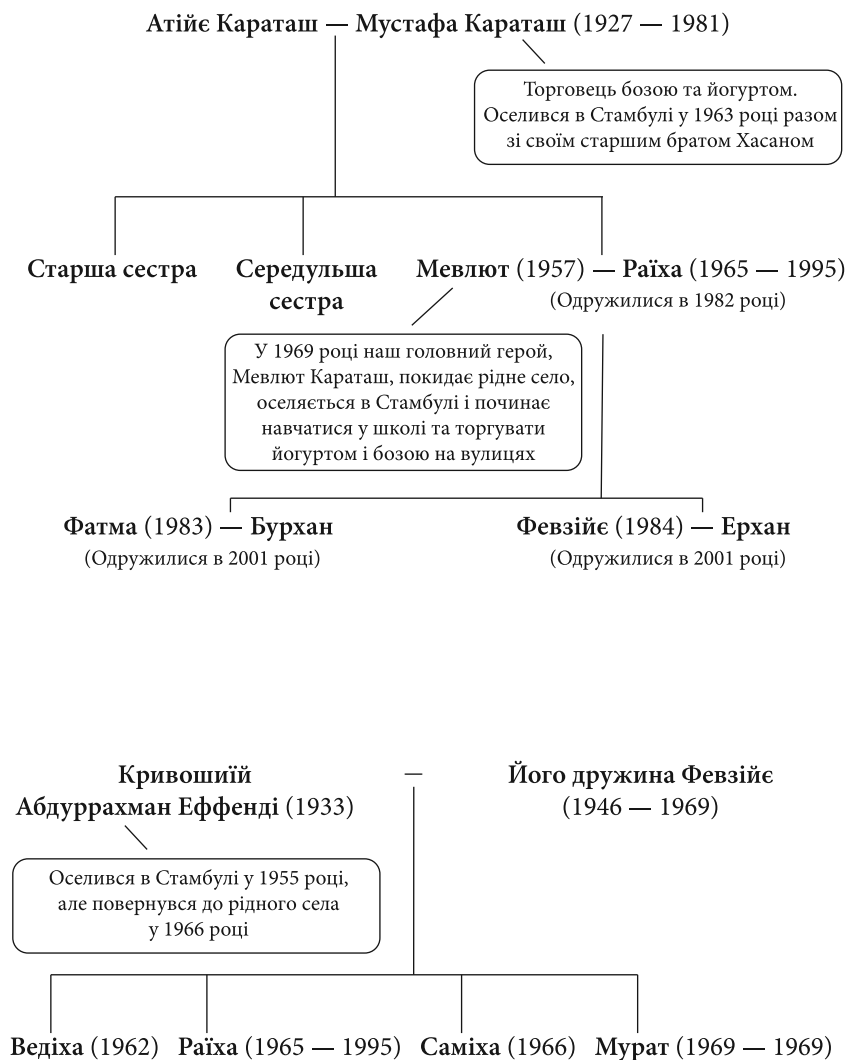 Атійє Караташ — Мустафа Караташ (1927 — 1981)
Торговець бозою та йогуртом.
Оселився в Стамбулі у 1963 році разом
зі своїм старшим братом Хасаном
Старша сестра
Середульша
сестра
Мевлют (1957) — Раїха (1965 — 1995)
(Одружилися в 1982 році)
У 1969 році наш головний герой,
Мевлют Караташ, покидає рідне село,
оселяється в Стамбулі і починає
навчатися у школі та торгувати
йогуртом і бозою на вулицях
Фатма (1983) — Бурхан
(Одружилися в 2001 році)
Февзійє (1984) — Ерхан
(Одружилися в 2001 році)
Кривошиїй
Абдуррахман Еффенді (1933)
—
Його дружина Февзійє
(1946 — 1969)
Оселився в Стамбулі у 1955 році,
але повернувся до рідного села
у 1966 році
Ведіха (1962) Раїха (1965 — 1995) Саміха (1966) Мурат (1969 — 1969)